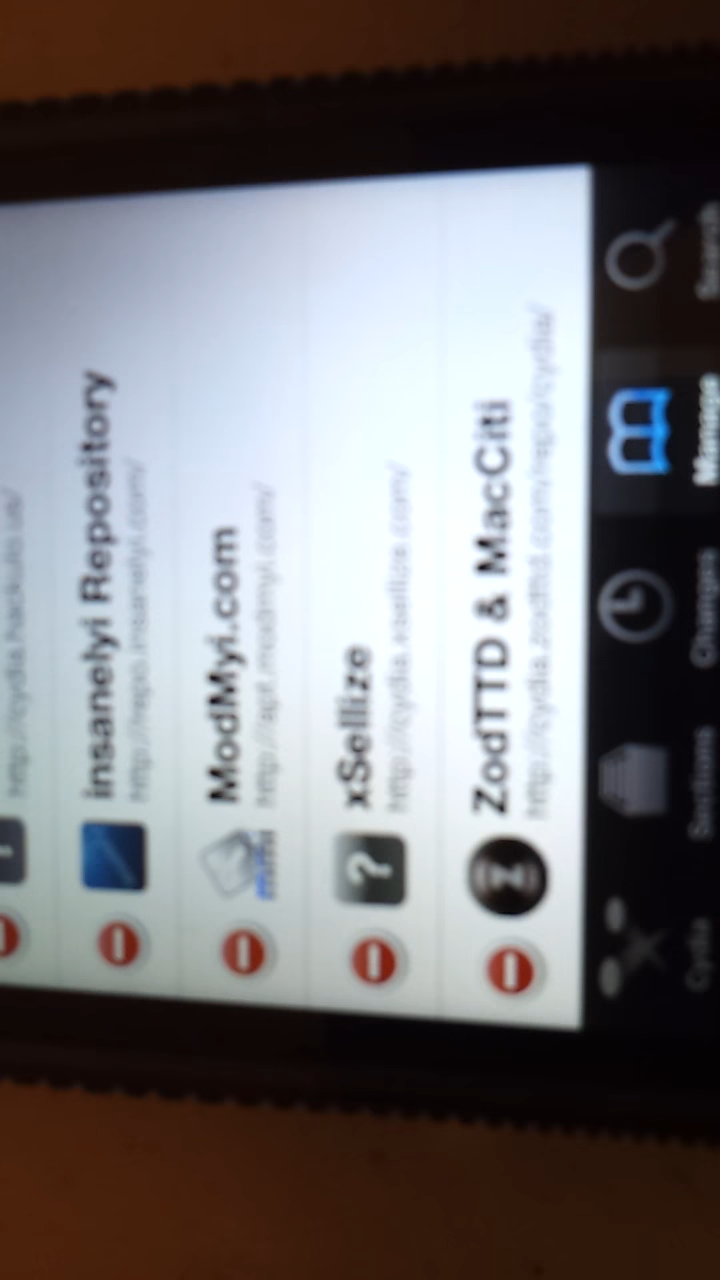 http://cydia.hackulo.us/
insanelyi Repository
http://repo.insanelyi.com/
ModMyi.com
http://apt.modmyi.com/
mmi
xSellize
http://cydia.xsellize.com/
?
ZodTTD & MacCiti
http://cydia.zodttd.com/repo/cydia/
Z
Cydia
Sections
Changes
Manage
Search